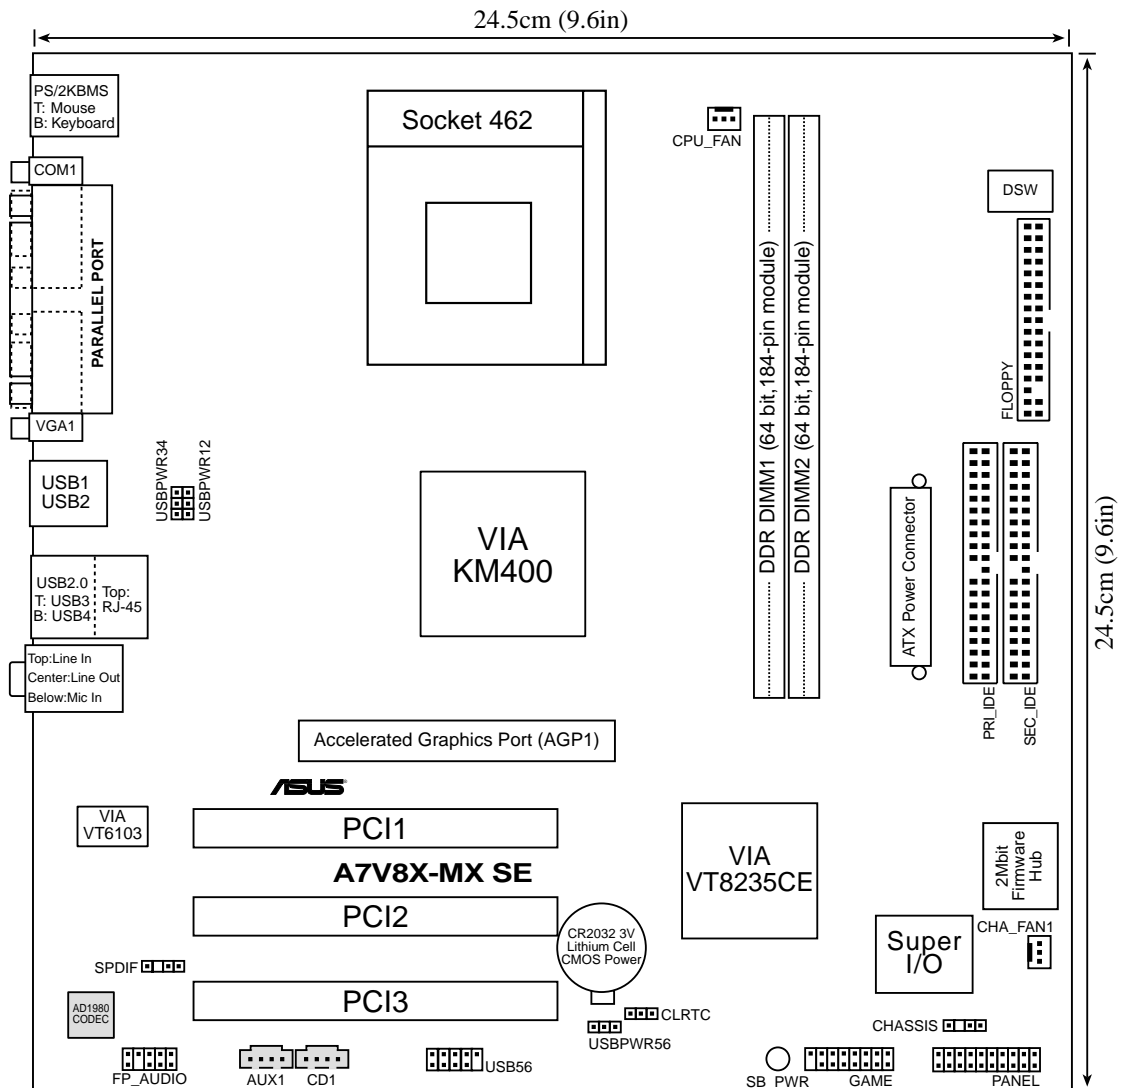 24.5cm (9.6in)
PS/2KBMS
T: Mouse
B: Keyboard
Socket 462
CPU_FAN
COM1
DSW
PARALLEL PORT
DDR DIMM1 (64 bit,184-pin module)
DDR DIMM2 (64 bit,184-pin module)
FLOPPY
VGA1
USBPWR34
USBPWR12
USB1
USB2
VIA
KM400
ATX Power Connector
24.5cm (9.6in)
USB2.0
T: USB3
B: USB4
Top:
RJ-45
Top:Line In
Center:Line Out
Below:Mic In
PRI_IDE
SEC_IDE
Accelerated Graphics Port (AGP1)
ASUS
VIA
VT6103
PCI1
VIA
VT8235CE
2Mbit
Firmware
Hub
A7V8X-MX SE
PCI2
CR2032 3V
Lithium Cell
CMOS Power
Super
I/O
CHA_FAN1
SPDIF
AD1980
CODEC
PCI3
CLRTC
USBPWR56
CHASSIS
FP_AUDIO
AUX1
CD1
USB56
SB_PWR
GAME
PANEL